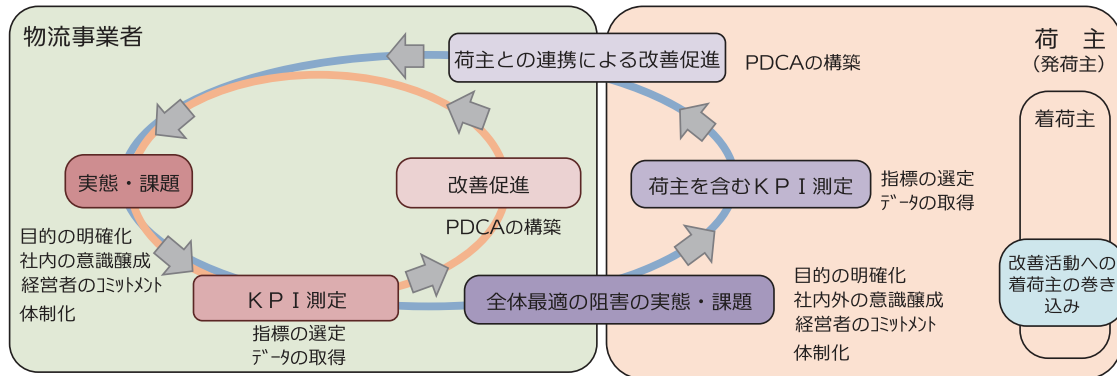 物流事業者
荷主との連携による改善促進
PDCAの構築
荷 主
（発荷主）
着荷主
実態・課題
改善促進
PDCAの構築
荷主を含むＫＰＩ測定
指標の選定
ﾃﾞｰﾀの取得
目的の明確化
社内の意識醸成
経営者のｺﾐｯﾄﾒﾝﾄ
体制化
ＫＰＩ測定
指標の選定
ﾃﾞｰﾀの取得
全体最適の阻害の実態・課題
目的の明確化
社内外の意識醸成
経営者のｺﾐｯﾄﾒﾝﾄ
体制化
改善活動への
着荷主の巻き
込み